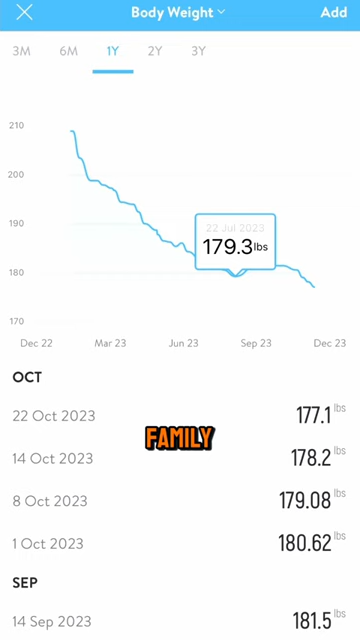 Body Weight
Add
3M 6M 1Y 2Y 3Y
210
200
22 Jul 2023
190
179.3lbs
180
170
Dec 22 Mar 23 Jun 23 Sep 23 Dec 23
OCT
22 Oct 2023 177.1 lbs
FAMILY
14 Oct 2023 178.2 lbs
8 Oct 2023 179.08 lbs
1 Oct 2023 180.62 lbs
SEP
14 Sep 2023 181.5 lbs